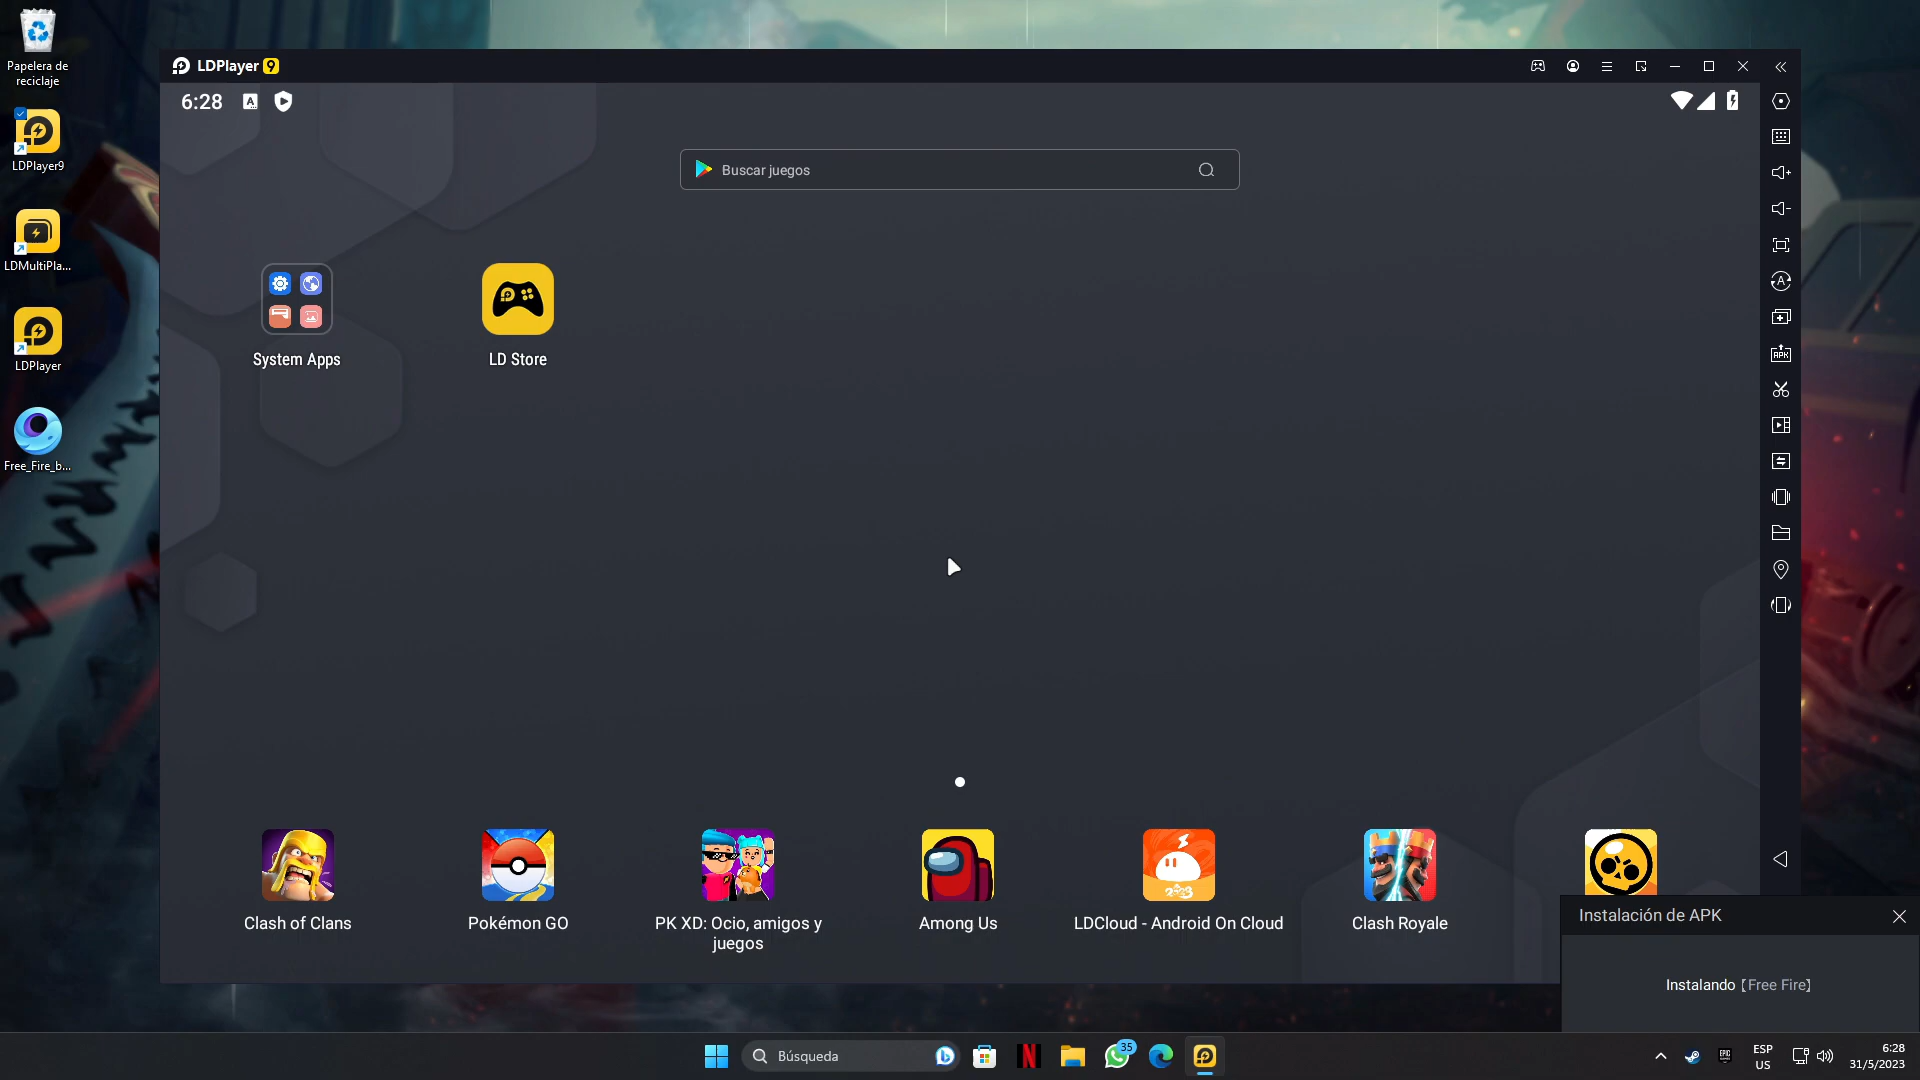 Papelera de
reciclaje
LDPlayer9
LDMultiPla...
LDPlayer
Free_Fire_b...
LDPlayer 9
6:28
Buscar juegos
System Apps
LD Store
Clash of Clans
Pokémon GO
PK XD: Ocio, amigos y
juegos
Among Us
LDCloud - Android On Cloud
Clash Royale
Instalación de APK
Instalando [Free Fire]
Búsqueda
35
ESP
US
6:28
31/5/2023